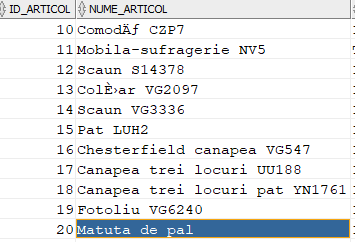 ID_ARTICOL NUME_ARTICOL
10 ComodÄƒ CZP7
11 Mobila-sufragerie NV5
12 Scaun S14378
13 ColÈ›ar VG2097
14 Scaun VG3336
15 Pat LUH2
16 Chesterfield canapea VG547
17 Canapea trei locuri UU188
18 Canapea trei locuri pat YN1761
19 Fotoliu VG6240
20 Matuta de pal